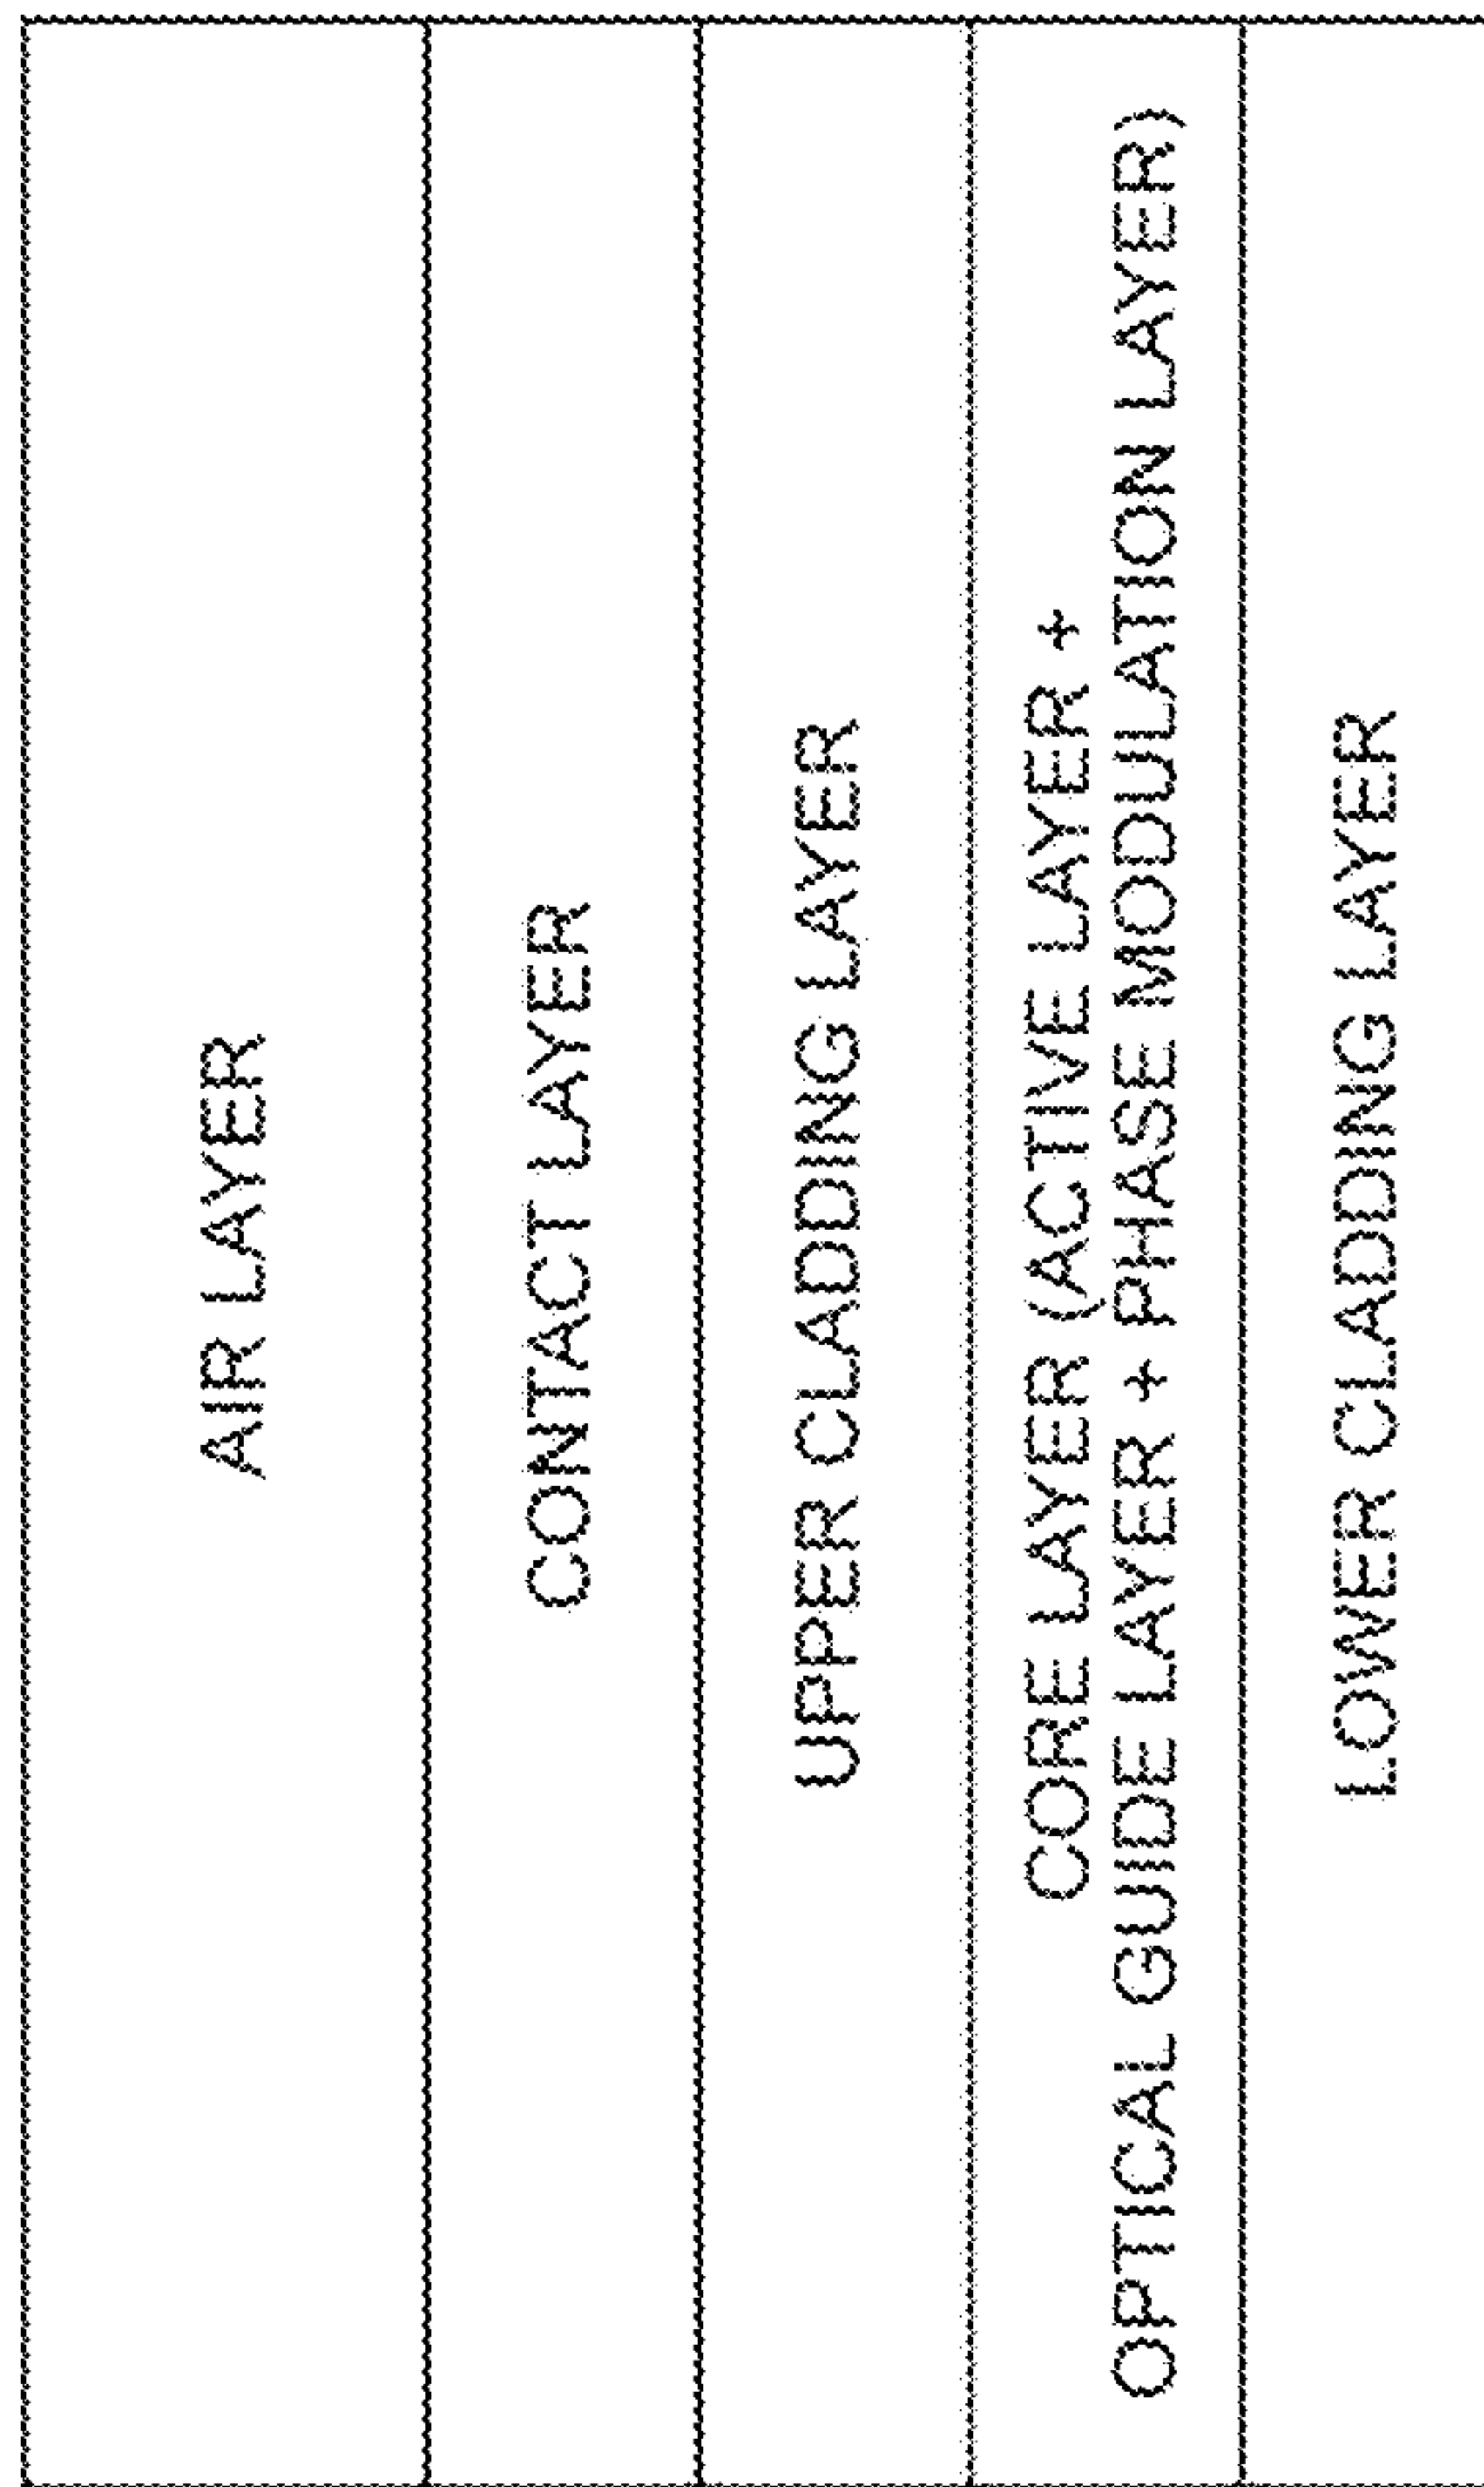 AIR LAYER
CONTACT LAYER
UPPER CLADDING LAYER
CORE LAYER (ACTIVE LAYER +
OPTICAL GUIDE LAYER + PHASE MODULATION LAYER)
LOWER CLADDING LAYER